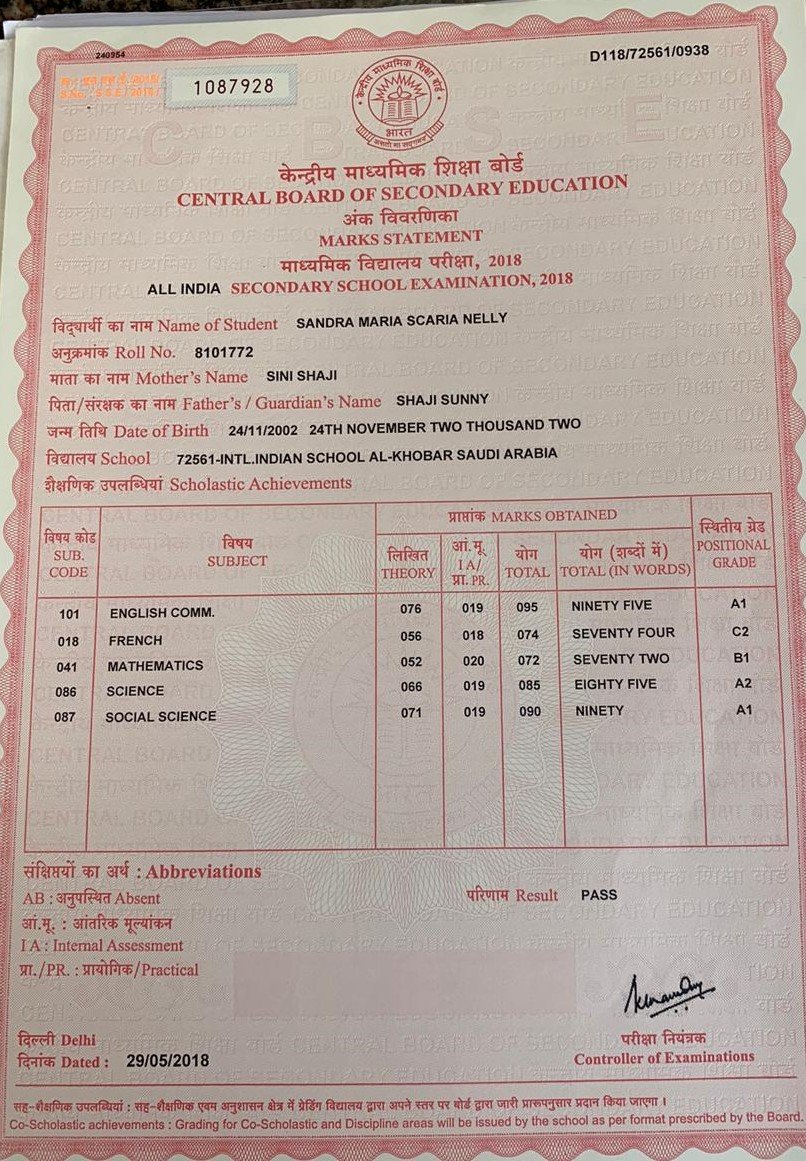 240954
D118/72561/0938
1087928
केन्द्रीय माध्यमिक शिक्षा बोर्ड
भारत
असतो मा सद्गमय
C B S E
केन्द्रीय माध्यमिक शिक्षा बोर्ड
CENTRAL BOARD OF SECONDARY EDUCATION
अंक विवरणिका
MARKS STATEMENT
माध्यमिक विद्यालय परीक्षा, 2018
ALL INDIA SECONDARY SCHOOL EXAMINATION, 2018
विद्यार्थी का नाम Name of Student SANDRA MARIA SCARIA NELLY
अनुक्रमांक Roll No. 8101772
माता का नाम Mother's Name SINI SHAJI
पिता/संरक्षक का नाम Father's / Guardian's Name SHAJI SUNNY
जन्म तिथि Date of Birth 24/11/2002 24TH NOVEMBER TWO THOUSAND TWO
विद्यालय School 72561-INTL.INDIAN SCHOOL AL-KHOBAR SAUDI ARABIA
शैक्षणिक उपलब्धियां Scholastic Achievements
विषय कोड SUB. CODE
विषय SUBJECT
प्राप्तांक MARKS OBTAINED
लिखित THEORY
आं.मू. I A/ प्रा. PR.
योग TOTAL
योग (शब्दों में) TOTAL (IN WORDS)
स्थितीय ग्रेड POSITIONAL GRADE
101 ENGLISH COMM. 076 019 095 NINETY FIVE A1
018 FRENCH 056 018 074 SEVENTY FOUR C2
041 MATHEMATICS 052 020 072 SEVENTY TWO B1
086 SCIENCE 066 019 085 EIGHTY FIVE A2
087 SOCIAL SCIENCE 071 019 090 NINETY A1
संक्षिप्तियों का अर्थ : Abbreviations
AB : अनुपस्थित Absent
परिणाम Result PASS
आं.मू. : आंतरिक मूल्यांकन
I A : Internal Assessment
प्रा./PR. : प्रायोगिक/Practical
दिल्ली Delhi
दिनांक Dated : 29/05/2018
परीक्षा नियंत्रक
Controller of Examinations
सह-शैक्षणिक उपलब्धियां : सह-शैक्षणिक एवम अनुशासन क्षेत्र में ग्रेडिंग विद्यालय द्वारा अपने स्तर पर बोर्ड द्वारा जारी प्रारूपनुसार प्रदान किया जाएगा ।
Co-Scholastic achievements : Grading for Co-Scholastic and Discipline areas will be issued by the school as per format prescribed by the Board.